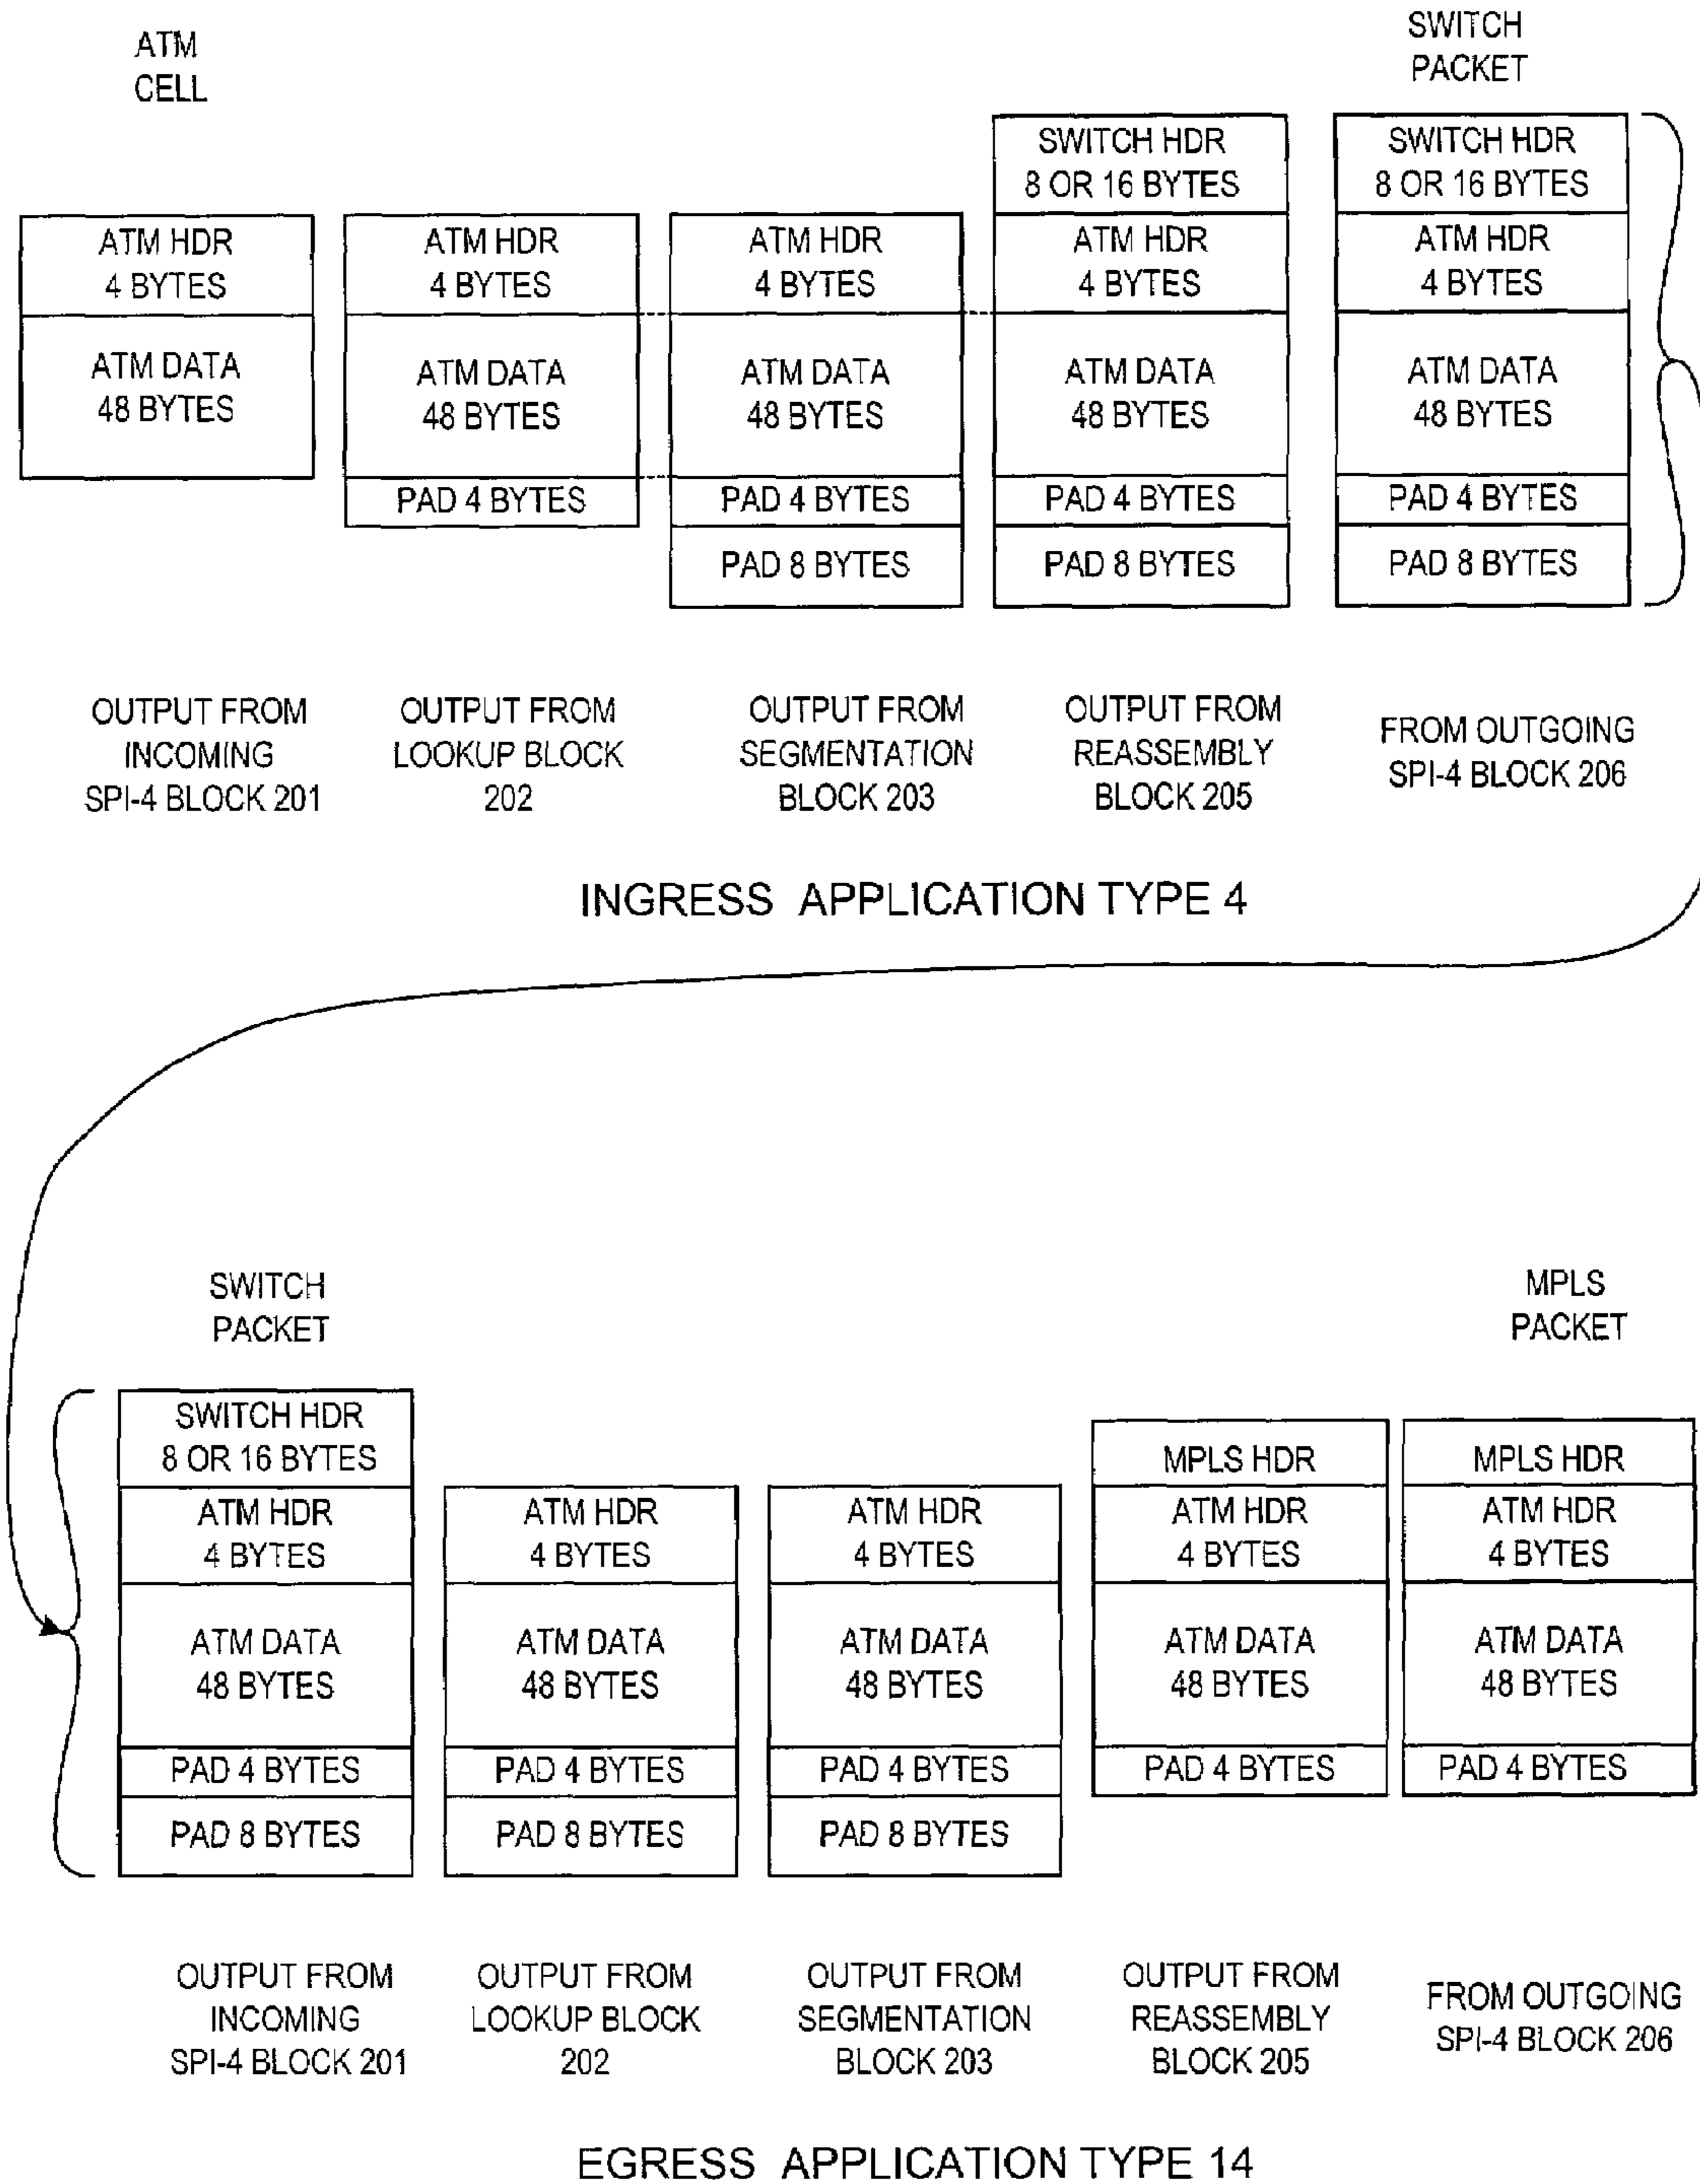 ATM
CELL
SWITCH
PACKET
ATM HDR
4 BYTES
ATM DATA
48 BYTES
ATM HDR
4 BYTES
ATM DATA
48 BYTES
PAD 4 BYTES
ATM HDR
4 BYTES
ATM DATA
48 BYTES
PAD 4 BYTES
PAD 8 BYTES
SWITCH HDR
8 OR 16 BYTES
ATM HDR
4 BYTES
ATM DATA
48 BYTES
PAD 4 BYTES
PAD 8 BYTES
SWITCH HDR
8 OR 16 BYTES
ATM HDR
4 BYTES
ATM DATA
48 BYTES
PAD 4 BYTES
PAD 8 BYTES
OUTPUT FROM
INCOMING
SPI-4 BLOCK 201
OUTPUT FROM
LOOKUP BLOCK
202
OUTPUT FROM
SEGMENTATION
BLOCK 203
OUTPUT FROM
REASSEMBLY
BLOCK 205
FROM OUTGOING
SPI-4 BLOCK 206
INGRESS APPLICATION TYPE 4
SWITCH
PACKET
MPLS
PACKET
SWITCH HDR
8 OR 16 BYTES
ATM HDR
4 BYTES
ATM DATA
48 BYTES
PAD 4 BYTES
PAD 8 BYTES
ATM HDR
4 BYTES
ATM DATA
48 BYTES
PAD 4 BYTES
PAD 8 BYTES
ATM HDR
4 BYTES
ATM DATA
48 BYTES
PAD 4 BYTES
PAD 8 BYTES
MPLS HDR
ATM HDR
4 BYTES
ATM DATA
48 BYTES
PAD 4 BYTES
MPLS HDR
ATM HDR
4 BYTES
ATM DATA
48 BYTES
PAD 4 BYTES
OUTPUT FROM
INCOMING
SPI-4 BLOCK 201
OUTPUT FROM
LOOKUP BLOCK
202
OUTPUT FROM
SEGMENTATION
BLOCK 203
OUTPUT FROM
REASSEMBLY
BLOCK 205
FROM OUTGOING
SPI-4 BLOCK 206
EGRESS APPLICATION TYPE 14